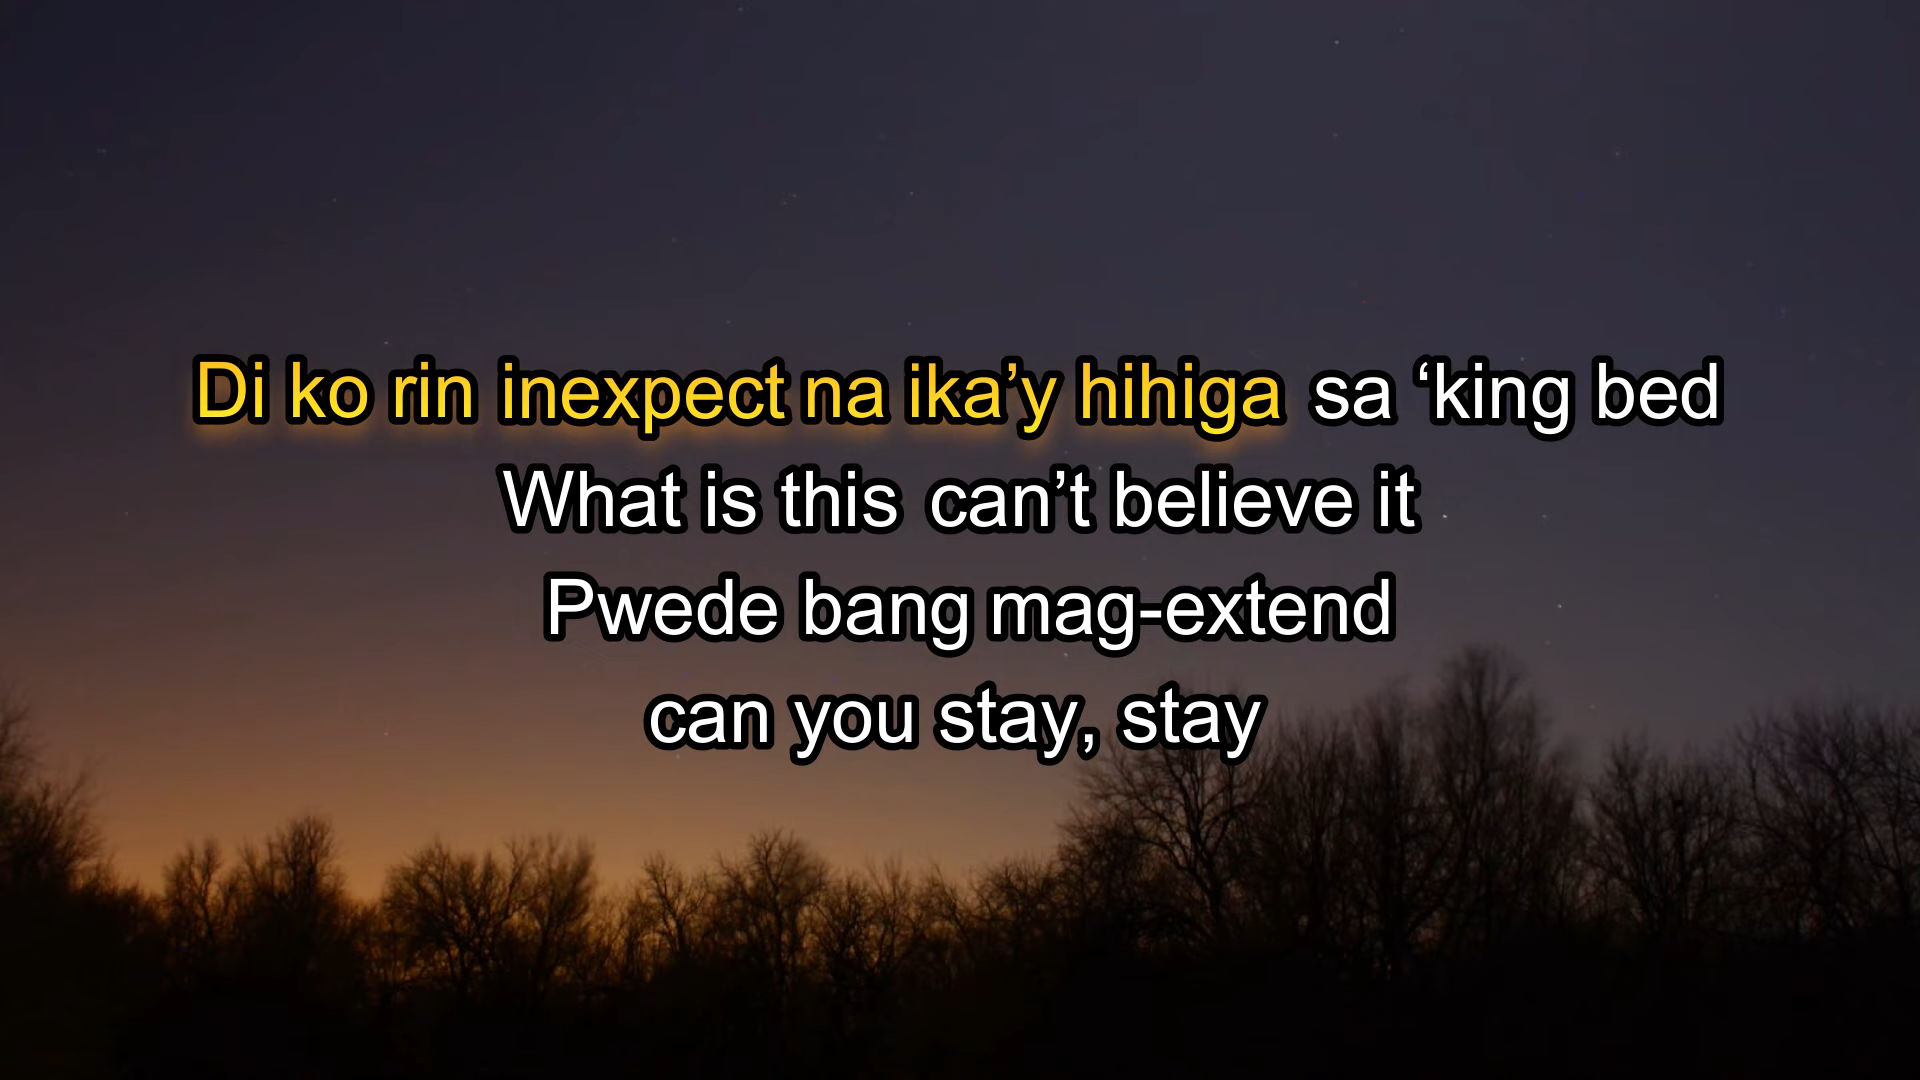 Di ko rin inexpect na ika’y hihiga sa ‘king bed
What is this can’t believe it
Pwede bang mag-extend
can you stay, stay